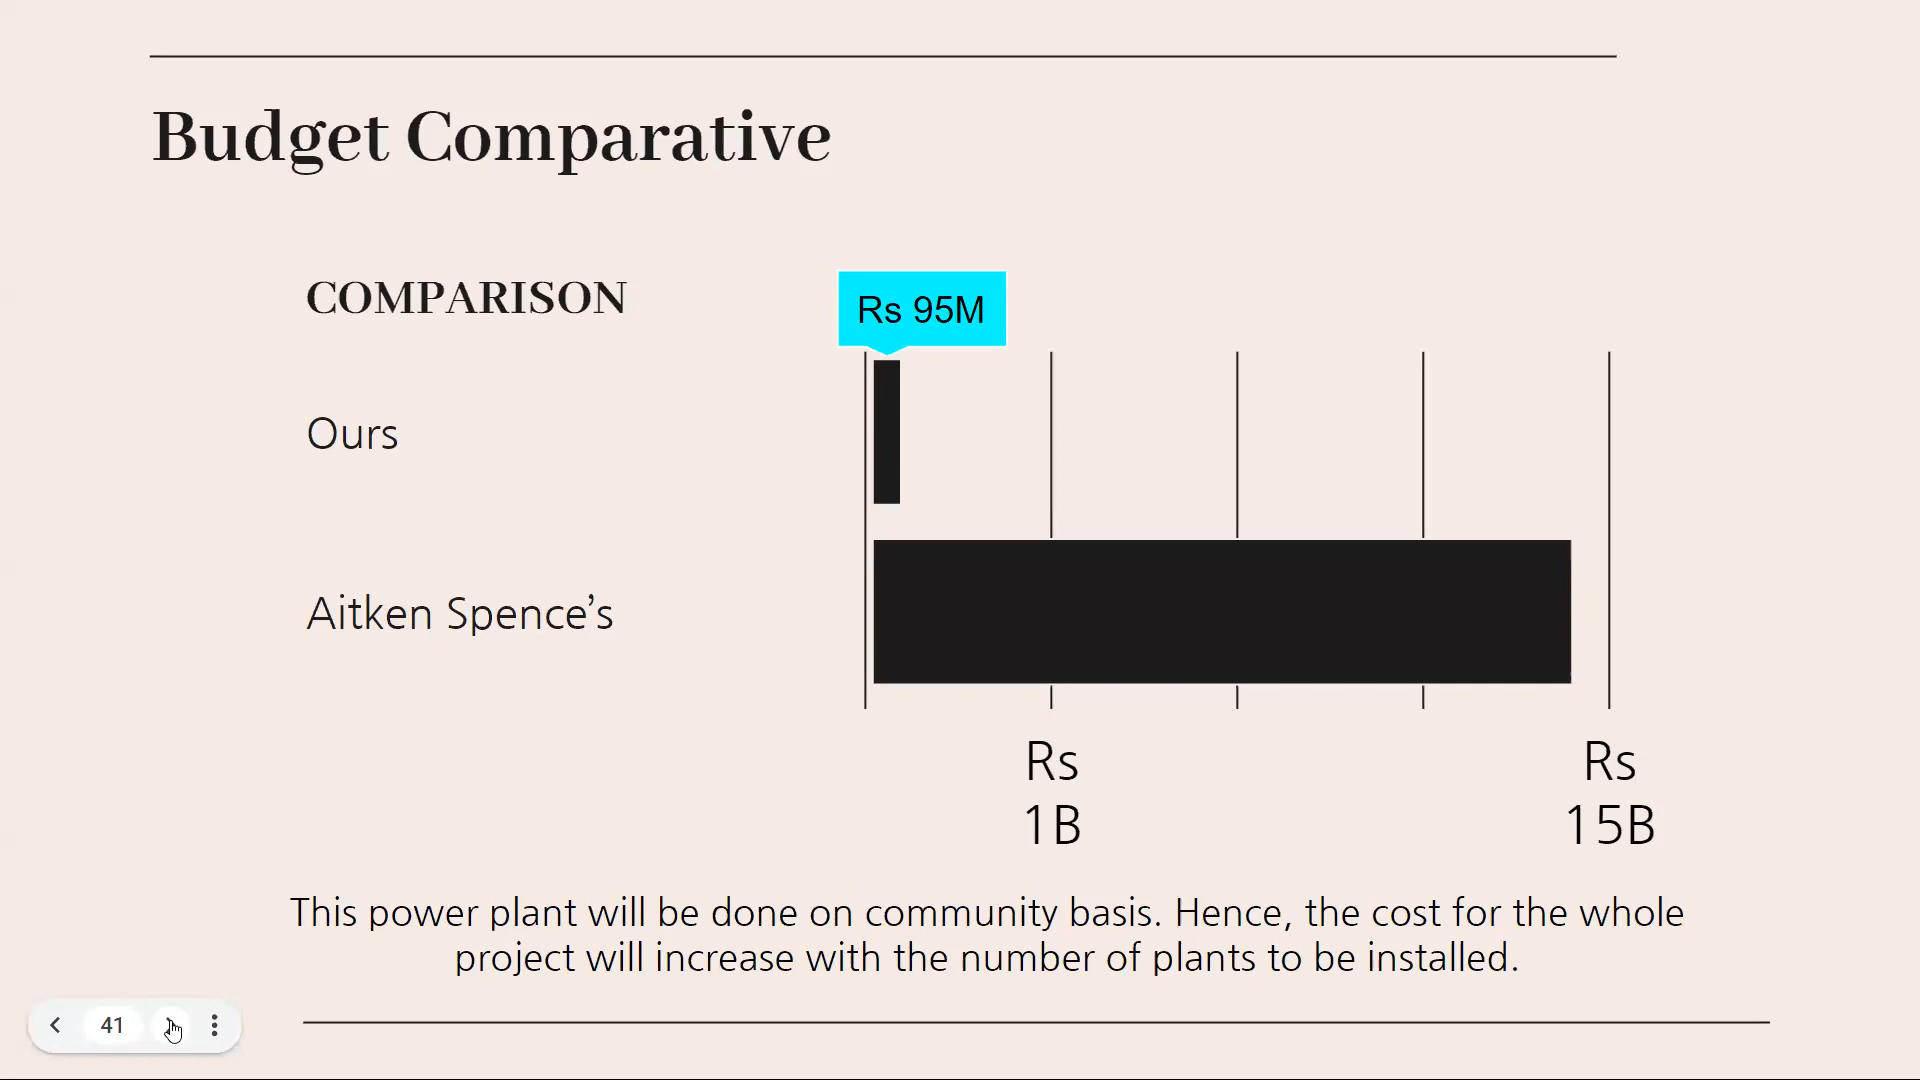 Budget Comparative
COMPARISON
Rs 95M
Ours
Aitken Spence’s
Rs
1B
Rs
15B
This power plant will be done on community basis. Hence, the cost for the whole
project will increase with the number of plants to be installed.
41